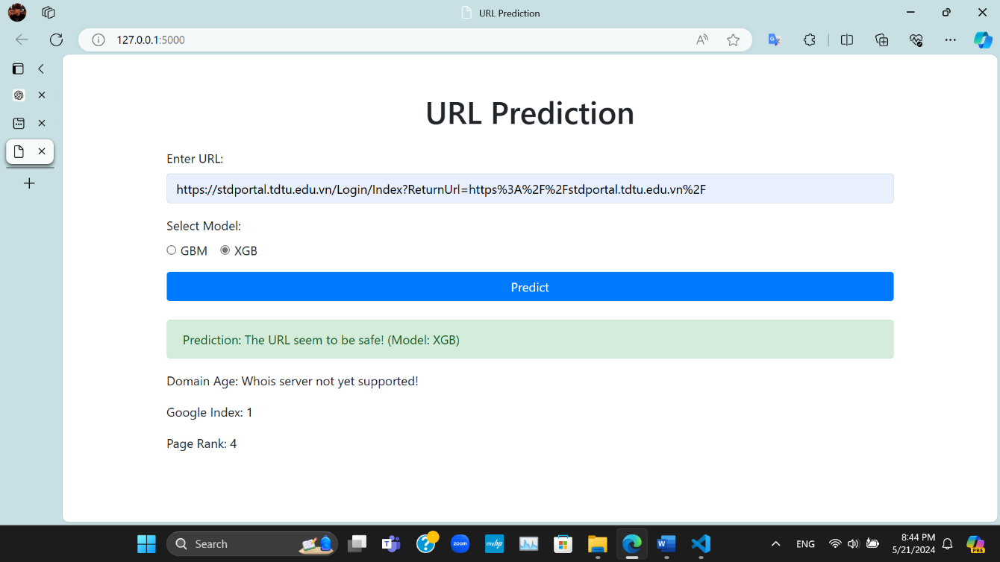 URL Prediction
127.0.0.1:5000
URL Prediction
Enter URL:
https://stdportal.tdtu.edu.vn/Login/Index?ReturnUrl=https%3A%2F%2Fstdportal.tdtu.edu.vn%2F
Select Model:
GBM XGB
Predict
Prediction: The URL seem to be safe! (Model: XGB)
Domain Age: Whois server not yet supported!
Google Index: 1
Page Rank: 4
Search
zoom
myhp
ENG
8:44 PM
5/21/2024
PRE